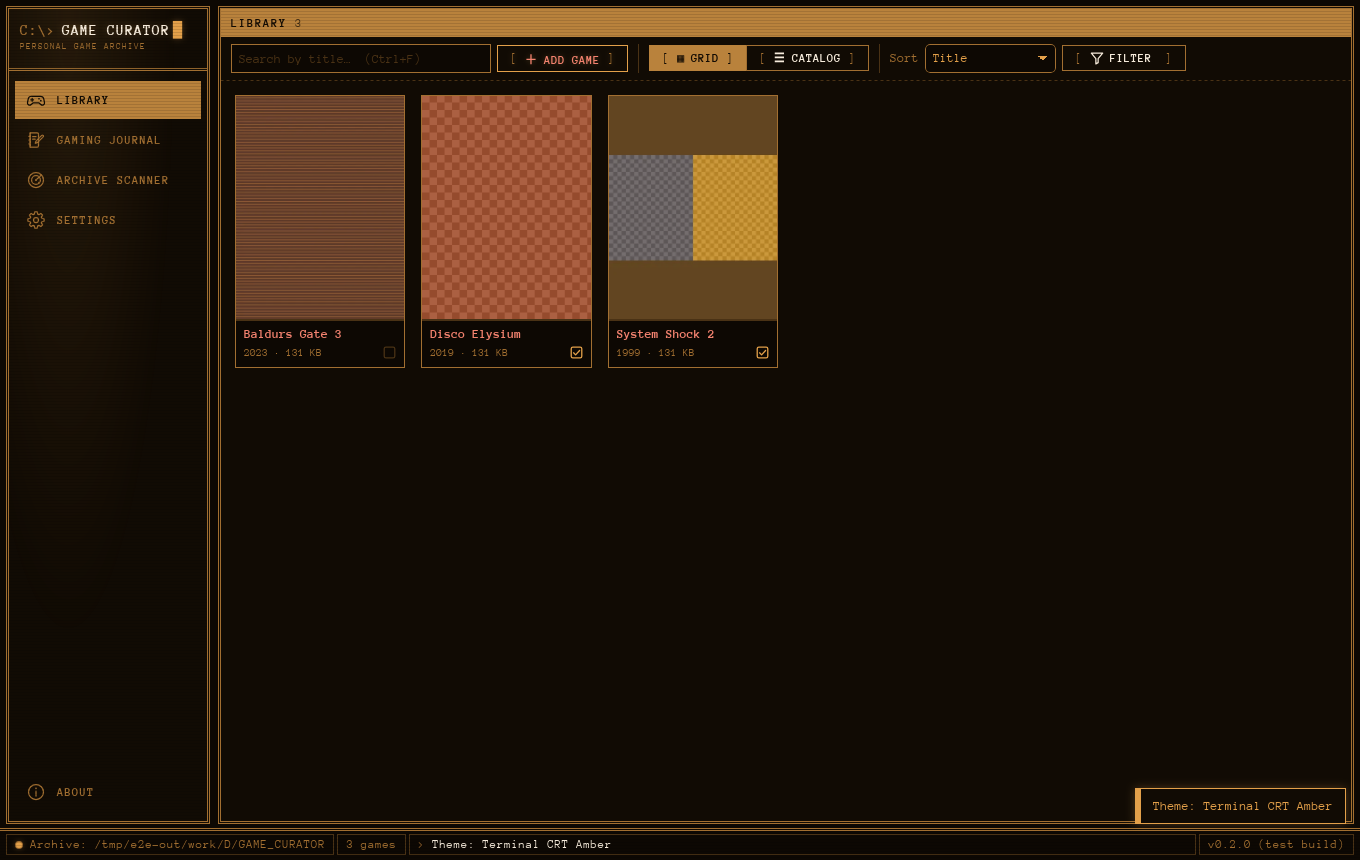 C:\› GAME CURATOR
PERSONAL GAME ARCHIVE
LIBRARY
GAMING JOURNAL
ARCHIVE SCANNER
SETTINGS
ABOUT
LIBRARY 3
Search by title… (Ctrl+F)
[ + ADD GAME ]
[ ▦ GRID ]
[ ☰ CATALOG ]
Sort
Title
[ FILTER ]
Baldurs Gate 3
2023 · 131 KB
Disco Elysium
2019 · 131 KB
System Shock 2
1999 · 131 KB
Theme: Terminal CRT Amber
Archive: /tmp/e2e-out/work/D/GAME_CURATOR
3 games
› Theme: Terminal CRT Amber
v0.2.0 (test build)